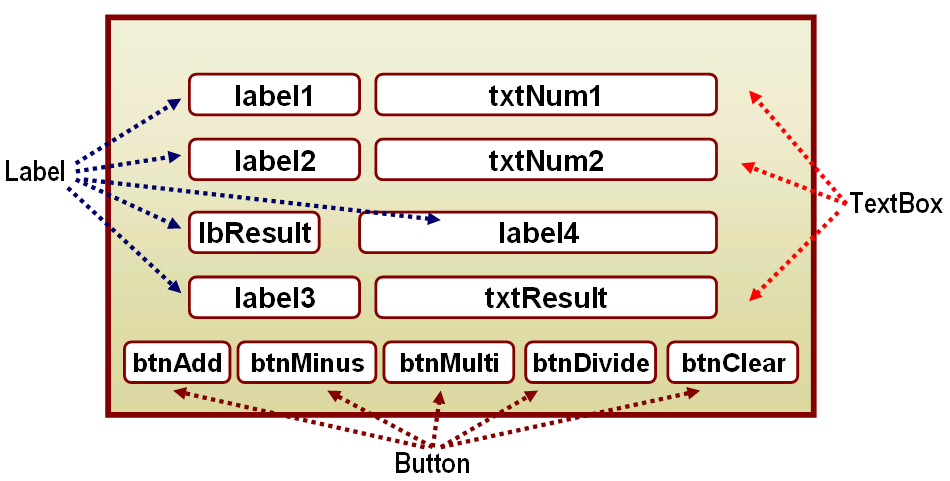 label1 txtNum1
label2 txtNum2
Label
TextBox
lbResult label4
label3 txtResult
btnAdd btnMinus btnMulti btnDivide btnClear
Button